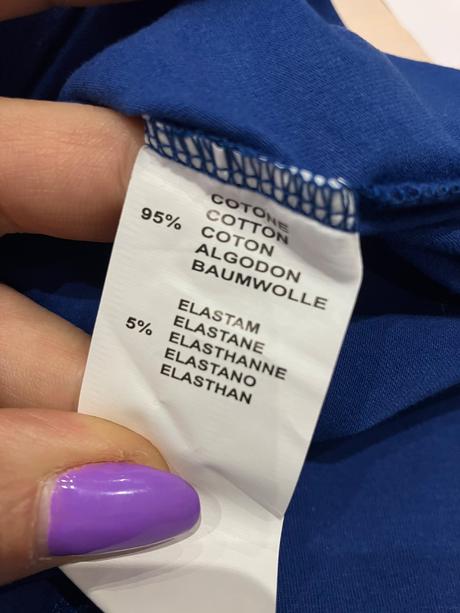 COTONE
95% COTTON
COTON
ALGODON
BAUMWOLLE
ELASTAM
5% ELASTANE
ELASTHANNE
ELASTANO
ELASTHAN